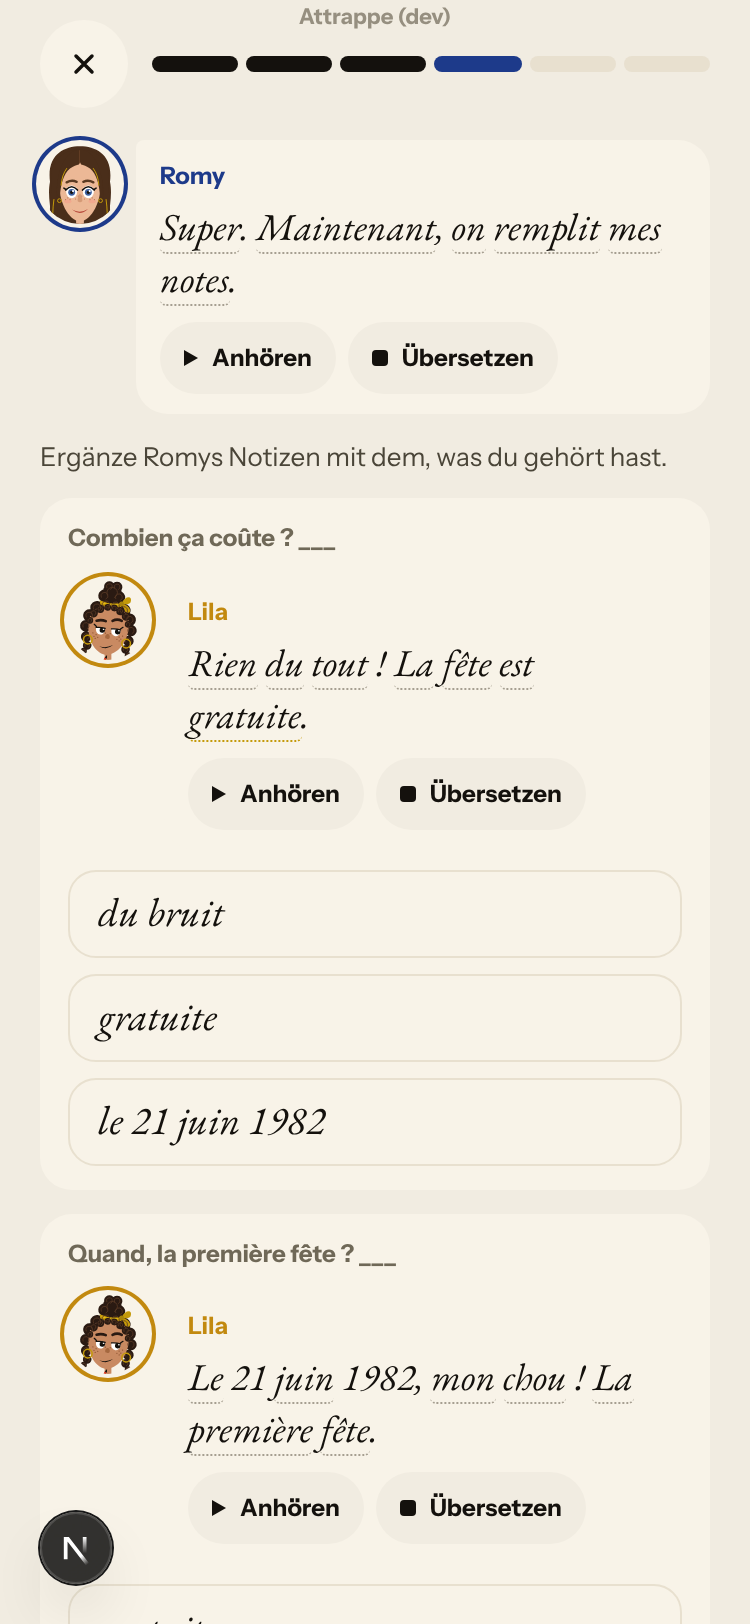 Attrappe (dev)
Romy
Super. Maintenant, on remplit mes
notes.
Anhören Übersetzen
Ergänze Romys Notizen mit dem, was du gehört hast.
Combien ça coûte ? ___
Lila
Rien du tout ! La fête est
gratuite.
Anhören Übersetzen
du bruit
gratuite
le 21 juin 1982
Quand, la première fête ? ___
Lila
Le 21 juin 1982, mon chou ! La
première fête.
Anhören Übersetzen
N